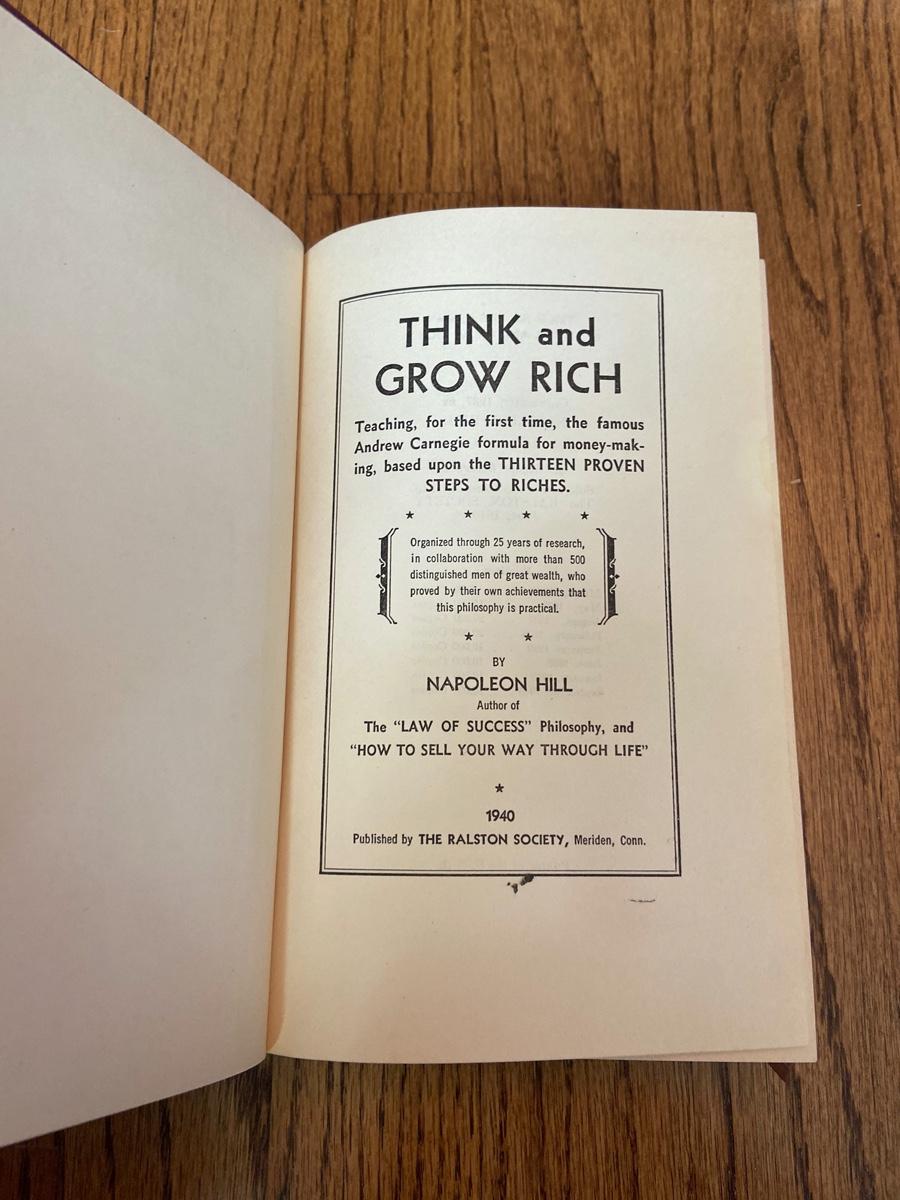 THINK and
GROW RICH
Teaching, for the first time, the famous
Andrew Carnegie formula for money-mak-
ing, based upon the THIRTEEN PROVEN
STEPS TO RICHES.
Organized through 25 years of research,
in collaboration with more than 500
distinguished men of great wealth, who
proved by their own achievements that
this philosophy is practical.
BY
NAPOLEON HILL
Author of
The “LAW OF SUCCESS” Philosophy, and
“HOW TO SELL YOUR WAY THROUGH LIFE”
1940
Published by THE RALSTON SOCIETY, Meriden, Conn.